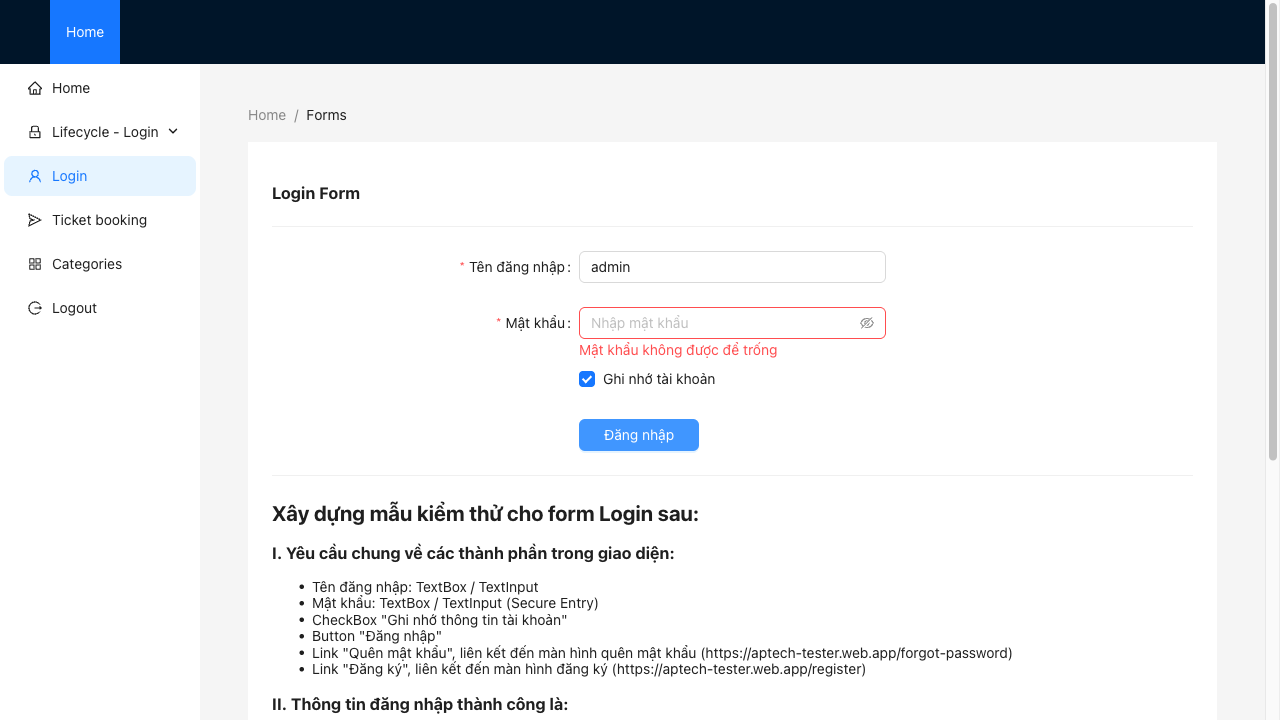 Home
Home
Lifecycle - Login
Login
Ticket booking
Categories
Logout
Home / Forms
Login Form
* Tên đăng nhập: admin
* Mật khẩu: Nhập mật khẩu
Mật khẩu không được để trống
Ghi nhớ tài khoản
Đăng nhập
Xây dựng mẫu kiểm thử cho form Login sau:
I. Yêu cầu chung về các thành phần trong giao diện:
• Tên đăng nhập: TextBox / TextInput
• Mật khẩu: TextBox / TextInput (Secure Entry)
• CheckBox "Ghi nhớ thông tin tài khoản"
• Button "Đăng nhập"
• Link "Quên mật khẩu", liên kết đến màn hình quên mật khẩu (https://aptech-tester.web.app/forgot-password)
• Link "Đăng ký", liên kết đến màn hình đăng ký (https://aptech-tester.web.app/register)
II. Thông tin đăng nhập thành công là: